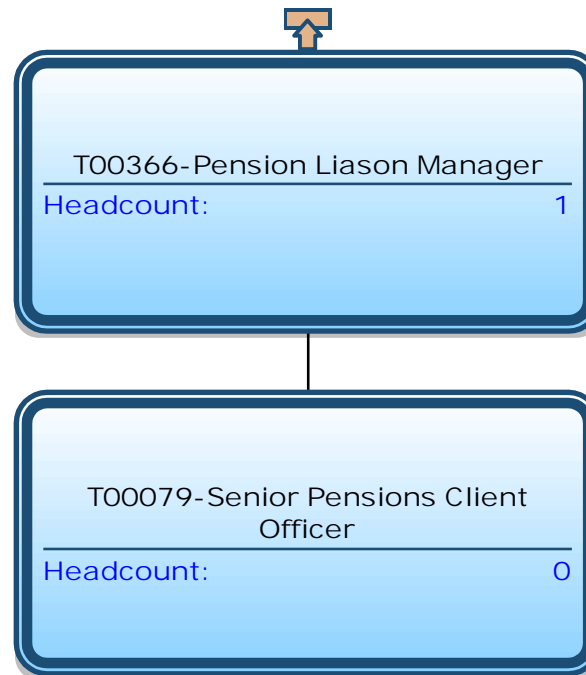 T00366-Pension Liason Manager
Headcount: 1
T00079-Senior Pensions Client
Officer
Headcount: 0